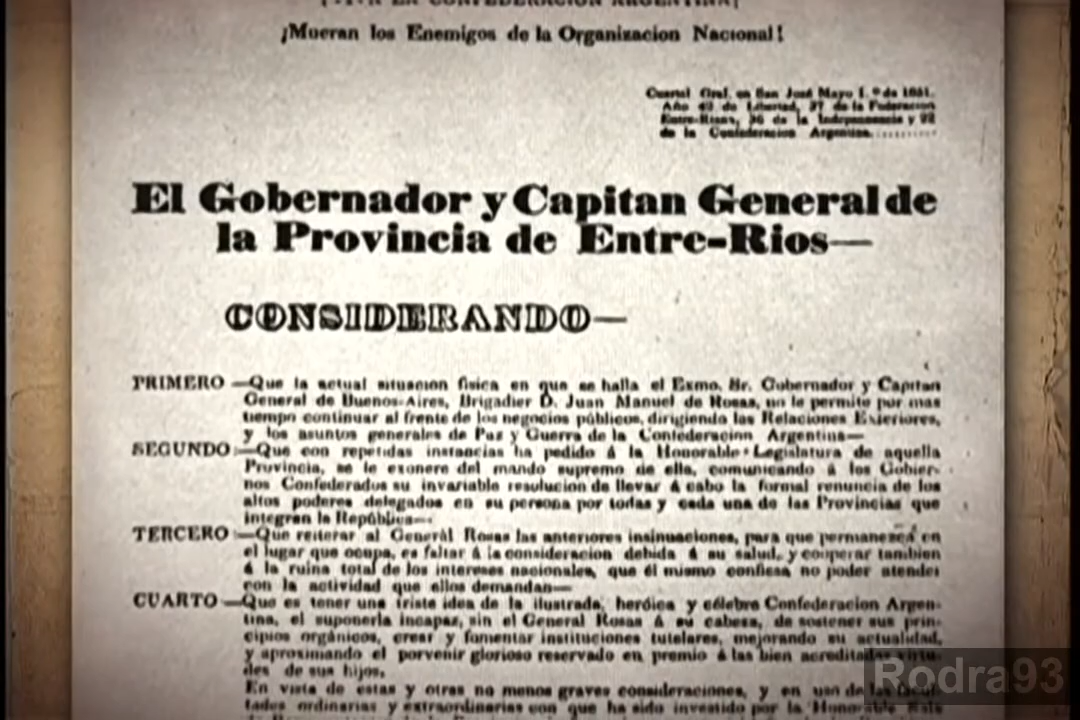 ¡VIVA LA CONFEDERACION ARGENTINA!
¡Mueran los Enemigos de la Organizacion Nacional!
Cuartel Gral. en San José Mayo 1.º de 1851.
Año 42 de Libertad, 37 de la Federacion
Entre-Riana, 36 de la Independencia y 22
de la Confederacion Argentina..........
El Gobernador y Capitan General de
la Provincia de Entre-Rios—
CONSIDERANDO—
PRIMERO —Que la actual situacion fisica en que se halla el Exmo. Sr. Gobernador y Capitan
General de Buenos-Aires, Brigadier D. Juan Manuel de Rosas, no le permite por mas
tiempo continuar al frente de los negocios públicos, dirigiendo las Relaciones Exteriores,
y los asuntos generales de Paz y Guerra de la Confederacion Argentina—
SEGUNDO—Que con repetidas instancias ha pedido á la Honorable Legislatura de aquella
Provincia, se le exonere del mando supremo de ella, comunicando á los Gobier-
nos Confederados su invariable resolucion de llevar á cabo la formal renuncia de los
altos poderes delegados en su persona por todas y cada una de las Provincias que
integran la República—
TERCERO —Que reiterar al General Rosas las anteriores insinuaciones, para que permanesca en
el lugar que ocupa, es faltar á la consideracion debida á su salud, y cooperar tambien
á la ruina total de los intereses nacionales, que él mismo confiesa no poder atender
con la actividad que ellos demandan—
CUARTO —Que es tener una triste idea de la ilustrada, heróica y célebre Confederacion Argen-
tina, el suponerla incapaz, sin el General Rosas á su cabeza, de sostener sus prin-
cipios orgánicos, crear y fomentar instituciones tutelares, mejorando su actualidad,
y aproximando el porvenir glorioso reservado en premio á las bien acreditadas virtu-
des de sus hijos.
En vista de estas y otras no menos graves consideraciones, y en uso de las facul-
tades ordinarias y extraordinarias con que ha sido investido por la Honorable Sala
Rodra93